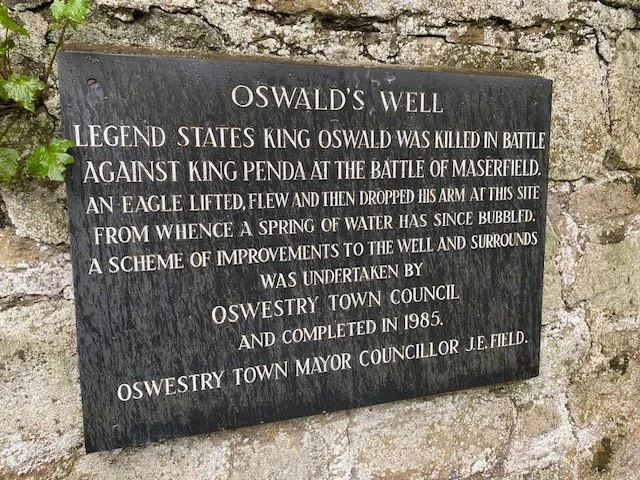 OSWALD'S WELL
LEGEND STATES KING OSWALD WAS KILLED IN BATTLE
AGAINST KING PENDA AT THE BATTLE OF MASERFIELD.
AN EAGLE LIFTED, FLEW AND THEN DROPPED HIS ARM AT THIS SITE
FROM WHENCE A SPRING OF WATER HAS SINCE BUBBLED.
A SCHEME OF IMPROVEMENTS TO THE WELL AND SURROUNDS
WAS UNDERTAKEN BY
OSWESTRY TOWN COUNCIL
AND COMPLETED IN 1985.
OSWESTRY TOWN MAYOR COUNCILLOR J.E. FIELD.